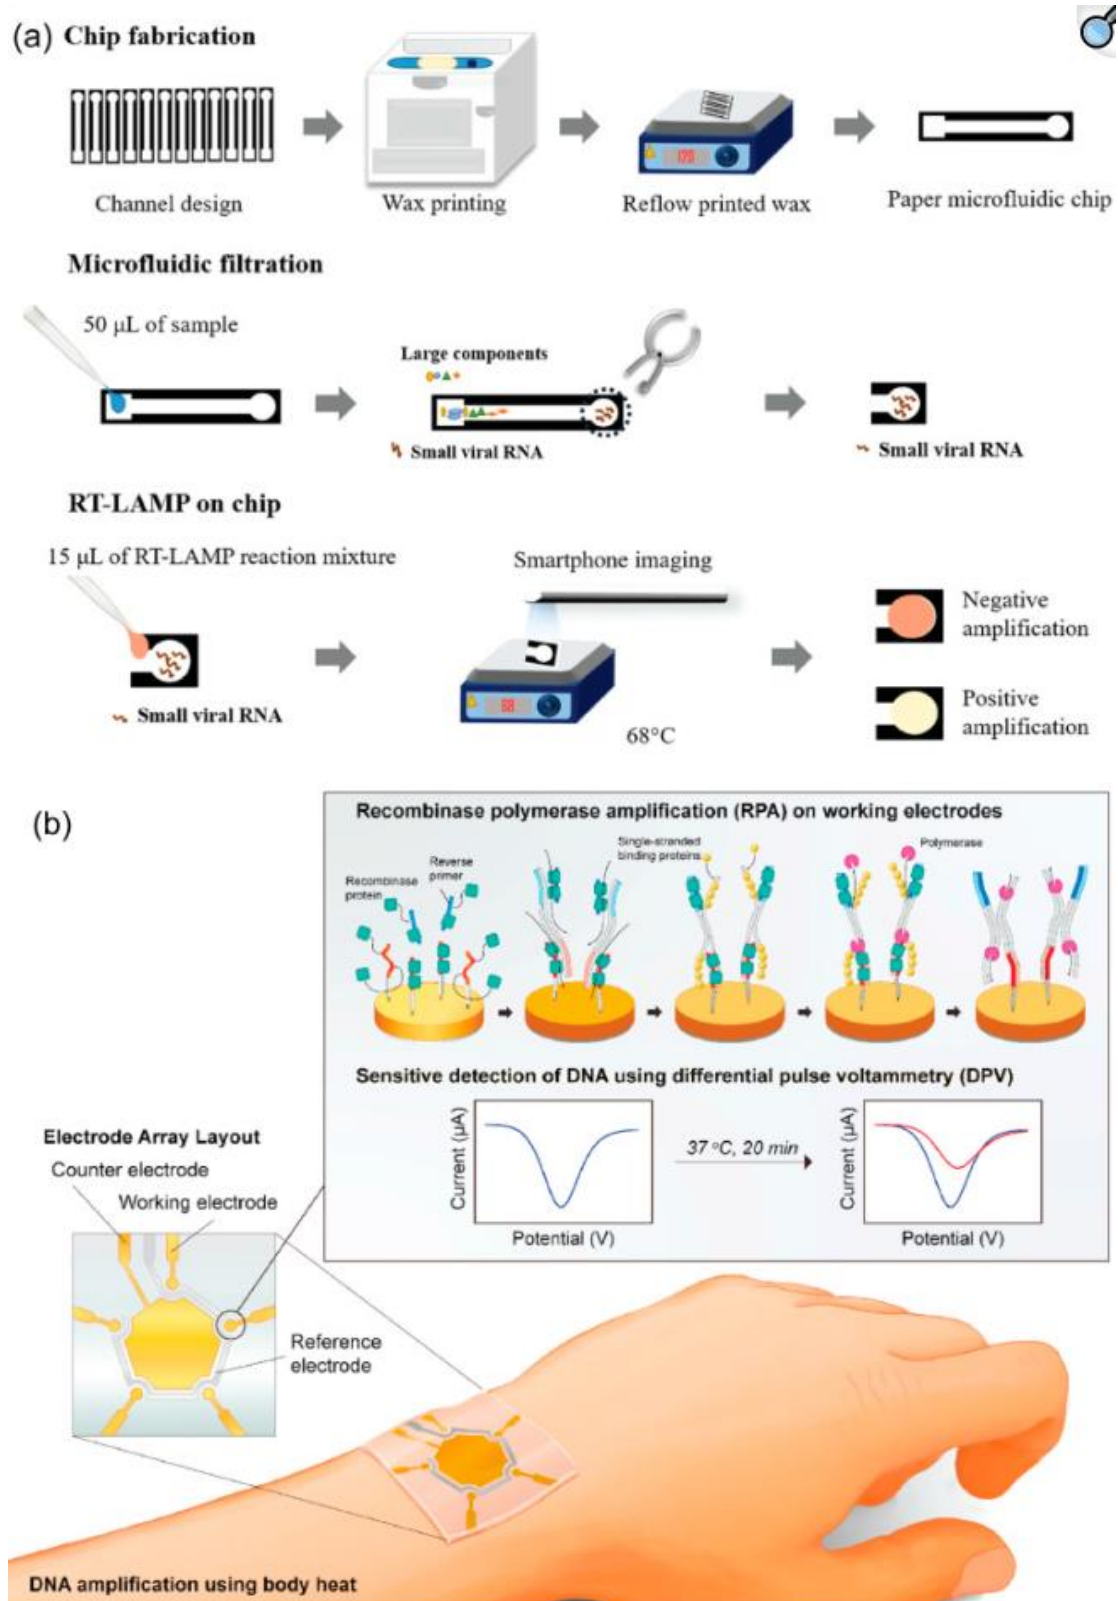 (a) Chip fabrication
Channel design
Wax printing
170
Reflow printed wax
Paper microfluidic chip
Microfluidic filtration
50 μL of sample
Large components
Small viral RNA
Small viral RNA
RT-LAMP on chip
15 μL of RT-LAMP reaction mixture
Small viral RNA
Smartphone imaging
68
68°C
Negative
amplification
Positive
amplification
(b)
Recombinase polymerase amplification (RPA) on working electrodes
Recombinase
protein
Reverse
primer
Single-stranded
binding proteins
Polymerase
Sensitive detection of DNA using differential pulse voltammetry (DPV)
Current (μA)
Potential (V)
37 °C, 20 min
Current (μA)
Potential (V)
Electrode Array Layout
Counter electrode
Working electrode
Reference
electrode
DNA amplification using body heat